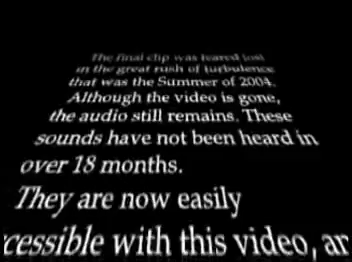 The final clip was feared lost
in the great rush of turbulence
that was the Summer of 2004.
Although the video is gone,
the audio still remains. These
sounds have not been heard in
over 18 months.
They are now easily
ccessible with this video, ar